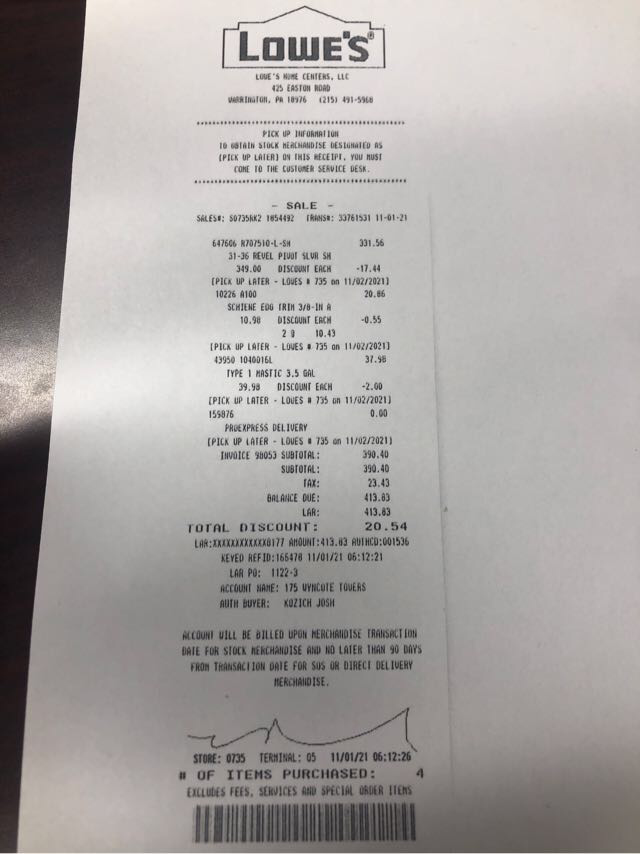 LOWE'S®
LOWE'S HOME CENTERS, LLC
425 EASTON ROAD
WARRINGTON, PA 18976 (215) 491-5968
PICK UP INFORMATION
TO OBTAIN STOCK MERCHANDISE DESIGNATED AS
[PICK UP LATER] ON THIS RECEIPT, YOU MUST
COME TO THE CUSTOMER SERVICE DESK.
- SALE -
SALES#: S0735RK2 1854492 TRANS#: 33761531 11-01-21
647606 R707510-L-SH 331.56
31-36 REVEL PIVOT SLVR SH
349.00 DISCOUNT EACH -17.44
[PICK UP LATER - LOWES # 735 on 11/02/2021]
10226 A100 20.86
SCHIENE EDG TRIM 3/8-IN A
10.98 DISCOUNT EACH -0.55
2 @ 10.43
[PICK UP LATER - LOWES # 735 on 11/02/2021]
43950 1040016L 37.98
TYPE 1 MASTIC 3.5 GAL
39.98 DISCOUNT EACH -2.00
[PICK UP LATER - LOWES # 735 on 11/02/2021]
159876 0.00
PROEXPRESS DELIVERY
[PICK UP LATER - LOWES # 735 on 11/02/2021]
INVOICE 98053 SUBTOTAL: 390.40
SUBTOTAL: 390.40
TAX: 23.43
BALANCE DUE: 413.83
LAR: 413.83
TOTAL DISCOUNT: 20.54
LAR:XXXXXXXXXXXX8177 AMOUNT:413.83 AUTHCD:001536
KEYED REFID:166478 11/01/21 06:12:21
LAR PO: 1122-3
ACCOUNT NAME: 175 WYNCOTE TOWERS
AUTH BUYER: KOZICH JOSH
ACCOUNT WILL BE BILLED UPON MERCHANDISE TRANSACTION
DATE FOR STOCK MERCHANDISE AND NO LATER THAN 90 DAYS
FROM TRANSACTION DATE FOR SOS OR DIRECT DELIVERY
MERCHANDISE.
STORE: 0735 TERMINAL: 05 11/01/21 06:12:26
# OF ITEMS PURCHASED: 4
EXCLUDES FEES, SERVICES AND SPECIAL ORDER ITEMS